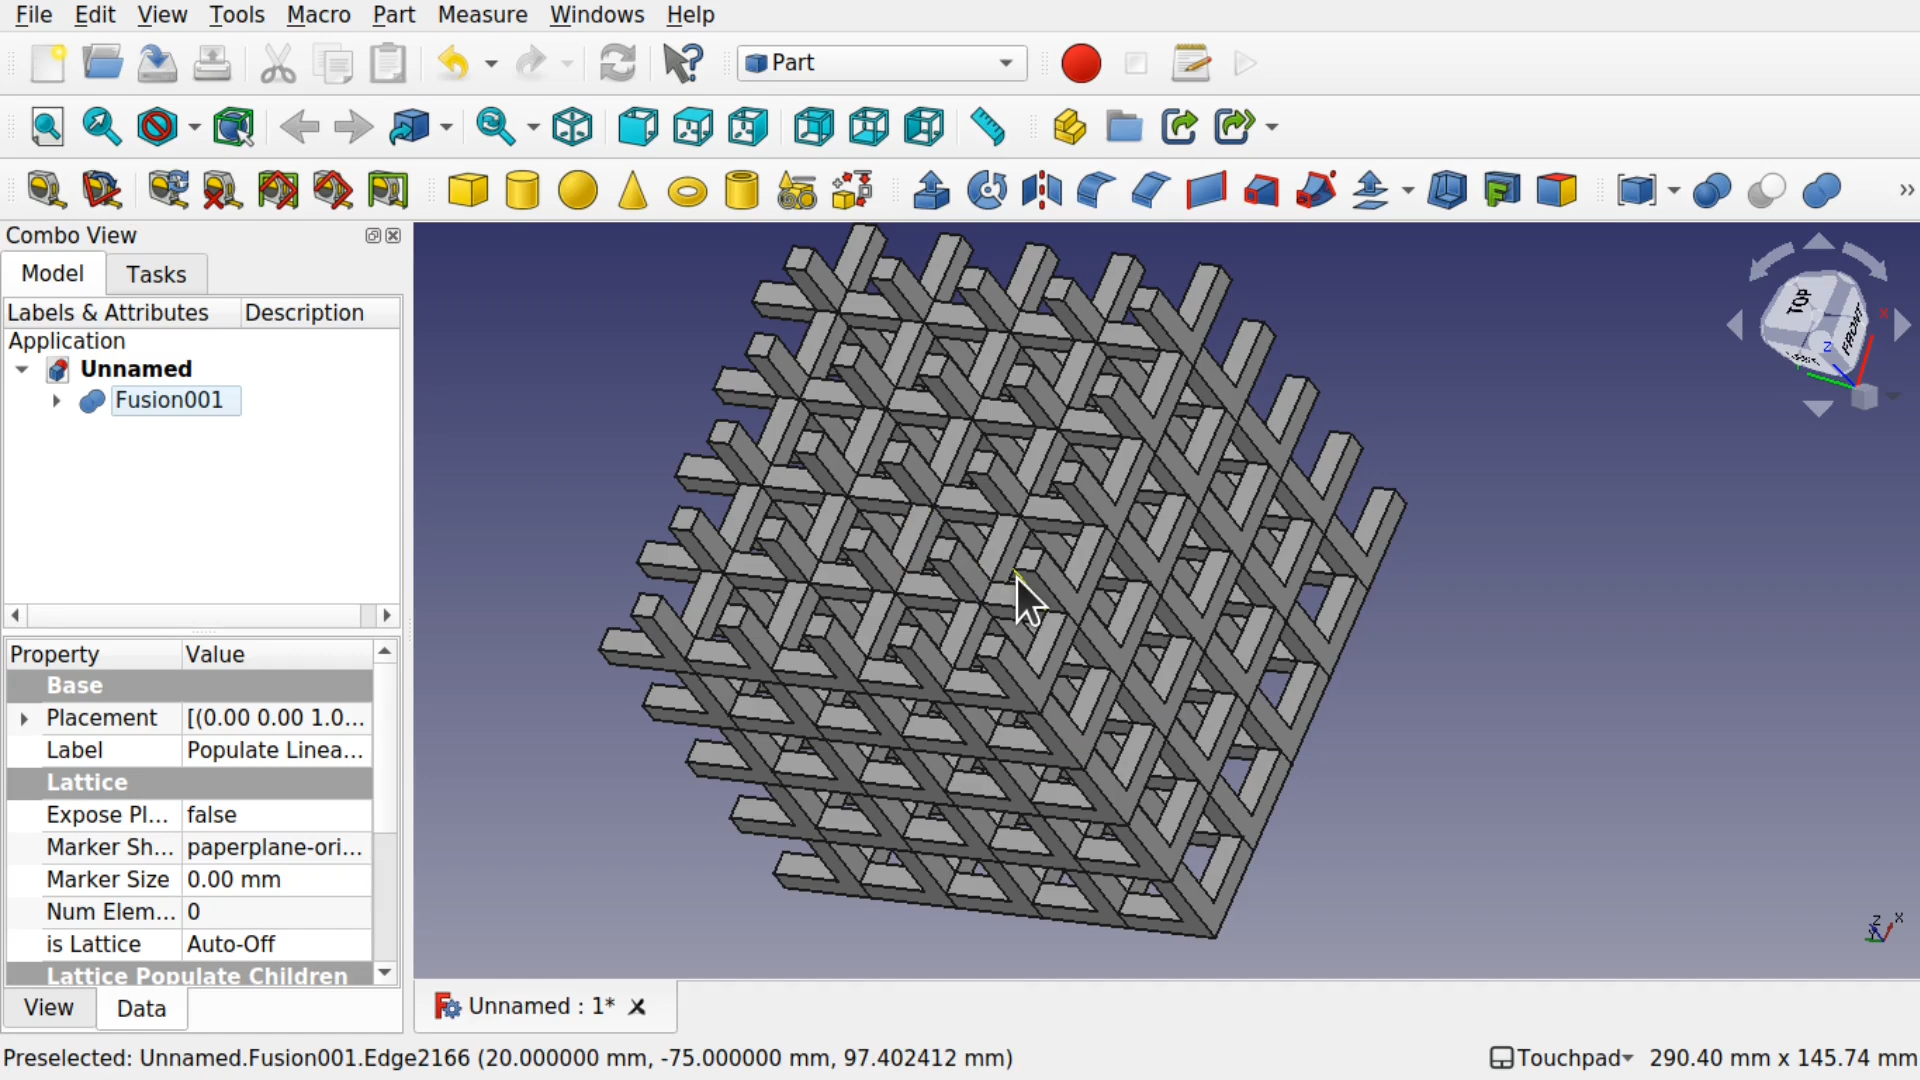 File Edit View Tools Macro Part Measure Windows Help
Part
Combo View
Model Tasks
Labels & Attributes Description
Application
Unnamed
Fusion001
Property Value
Base
Placement [(0.00 0.00 1.0...
Label Populate Linea...
Lattice
Expose Pl... false
Marker Sh... paperplane-ori...
Marker Size 0.00 mm
Num Elem... 0
is Lattice Auto-Off
Lattice Populate Children
View Data
TOP
FRONT
X
Z
Z
X
Unnamed : 1*
Preselected: Unnamed.Fusion001.Edge2166 (20.000000 mm, -75.000000 mm, 97.402412 mm)
Touchpad 290.40 mm x 145.74 mm